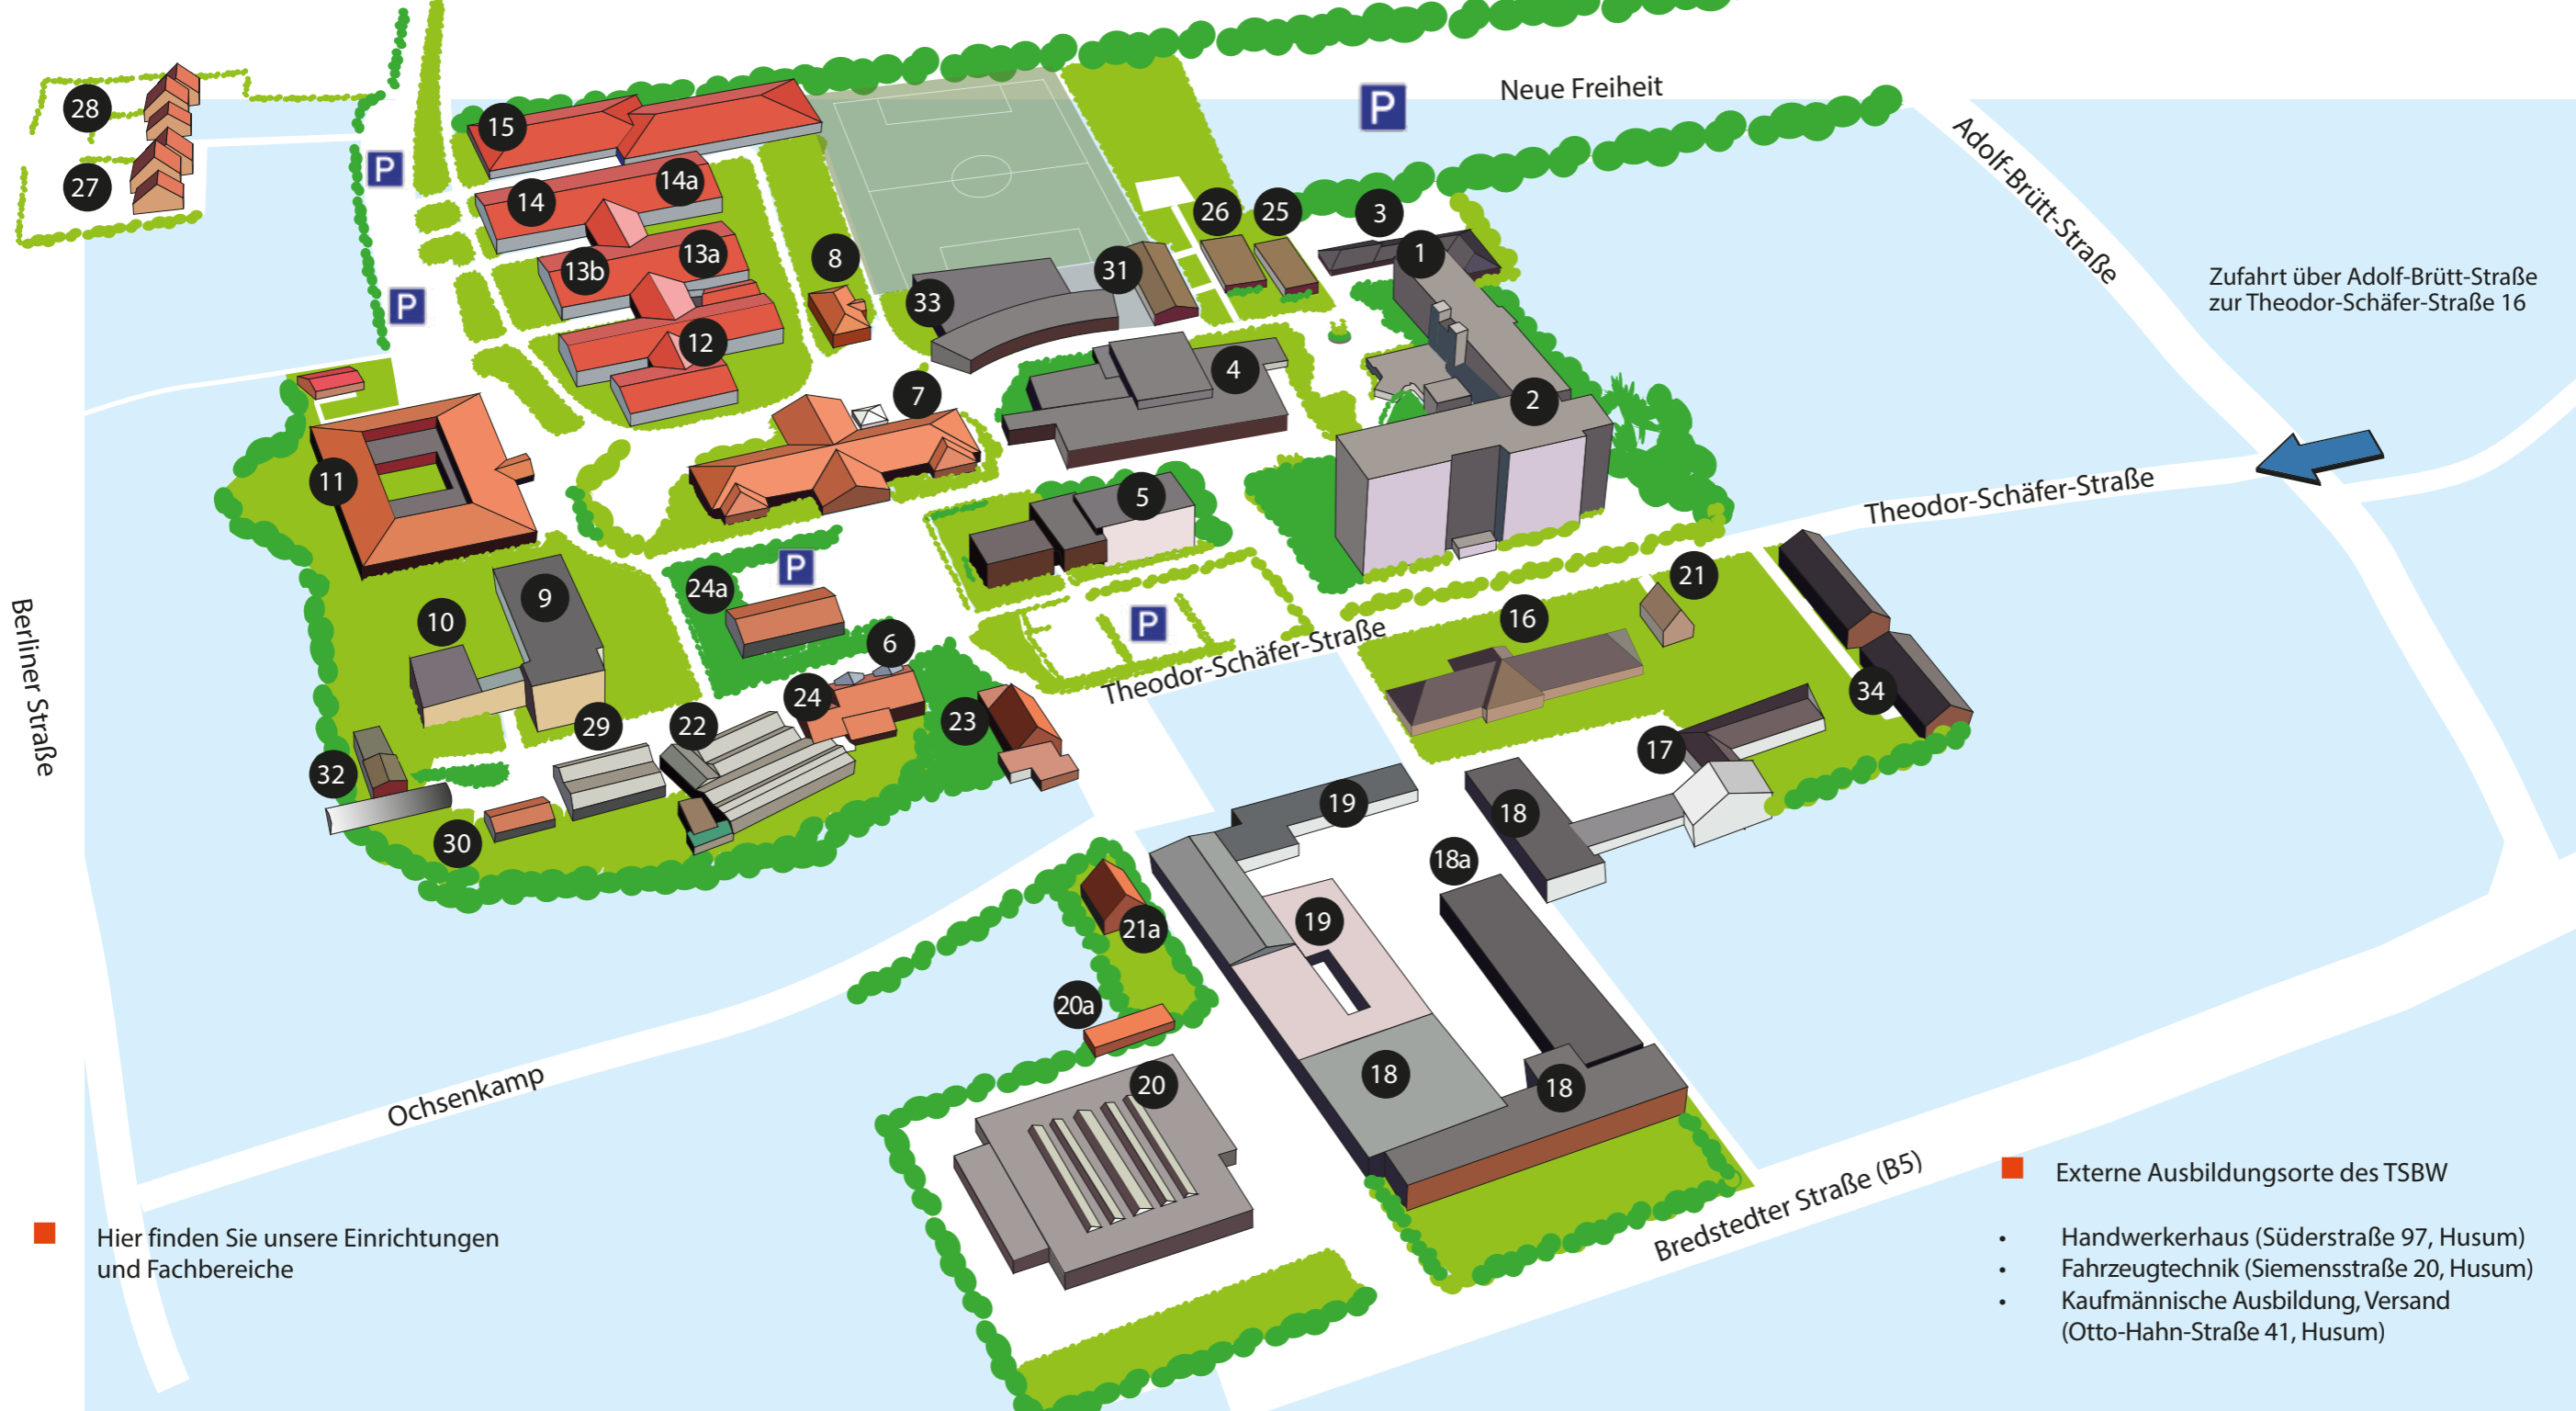 Neue Freiheit
P
28
15
Adolf-Brütt-Straße
P
14a
27
14
26
25
3
13a
8
1
13b
31
Zufahrt über Adolf-Brütt-Straße
zur Theodor-Schäfer-Straße 16
P
33
12
4
7
2
11
5
Theodor-Schäfer-Straße
P
21
24a
9
10
16
P
Theodor-Schäfer-Straße
6
Berliner Straße
24
34
29
22
23
17
32
19
18
30
18a
19
21a
20a
18
20
18
Ochsenkamp
Bredstedter Straße (B5)
Hier finden Sie unsere Einrichtungen
und Fachbereiche
Externe Ausbildungsorte des TSBW
• Handwerkerhaus (Süderstraße 97, Husum)
• Fahrzeugtechnik (Siemensstraße 20, Husum)
• Kaufmännische Ausbildung, Versand
(Otto-Hahn-Straße 41, Husum)